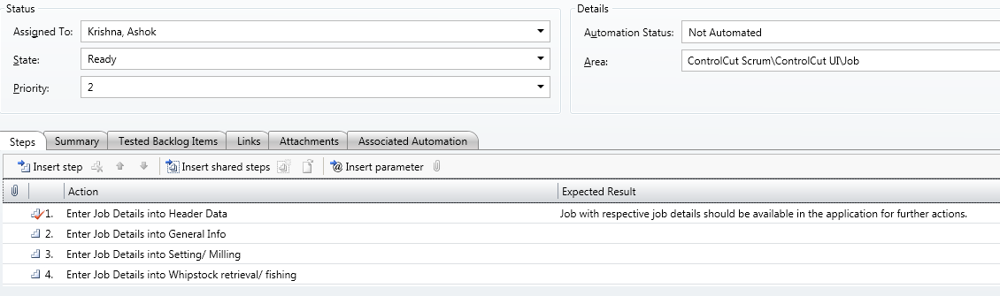 Status
Details
Assigned To: Krishna, Ashok
Automation Status: Not Automated
State: Ready
Area: ControlCut Scrum\ControlCut UI\Job
Priority: 2
Steps Summary Tested Backlog Items Links Attachments Associated Automation
Insert step Insert shared steps Insert parameter
Action Expected Result
1. Enter Job Details into Header Data Job with respective job details should be available in the application for further actions.
2. Enter Job Details into General Info
3. Enter Job Details into Setting/ Milling
4. Enter Job Details into Whipstock retrieval/ fishing